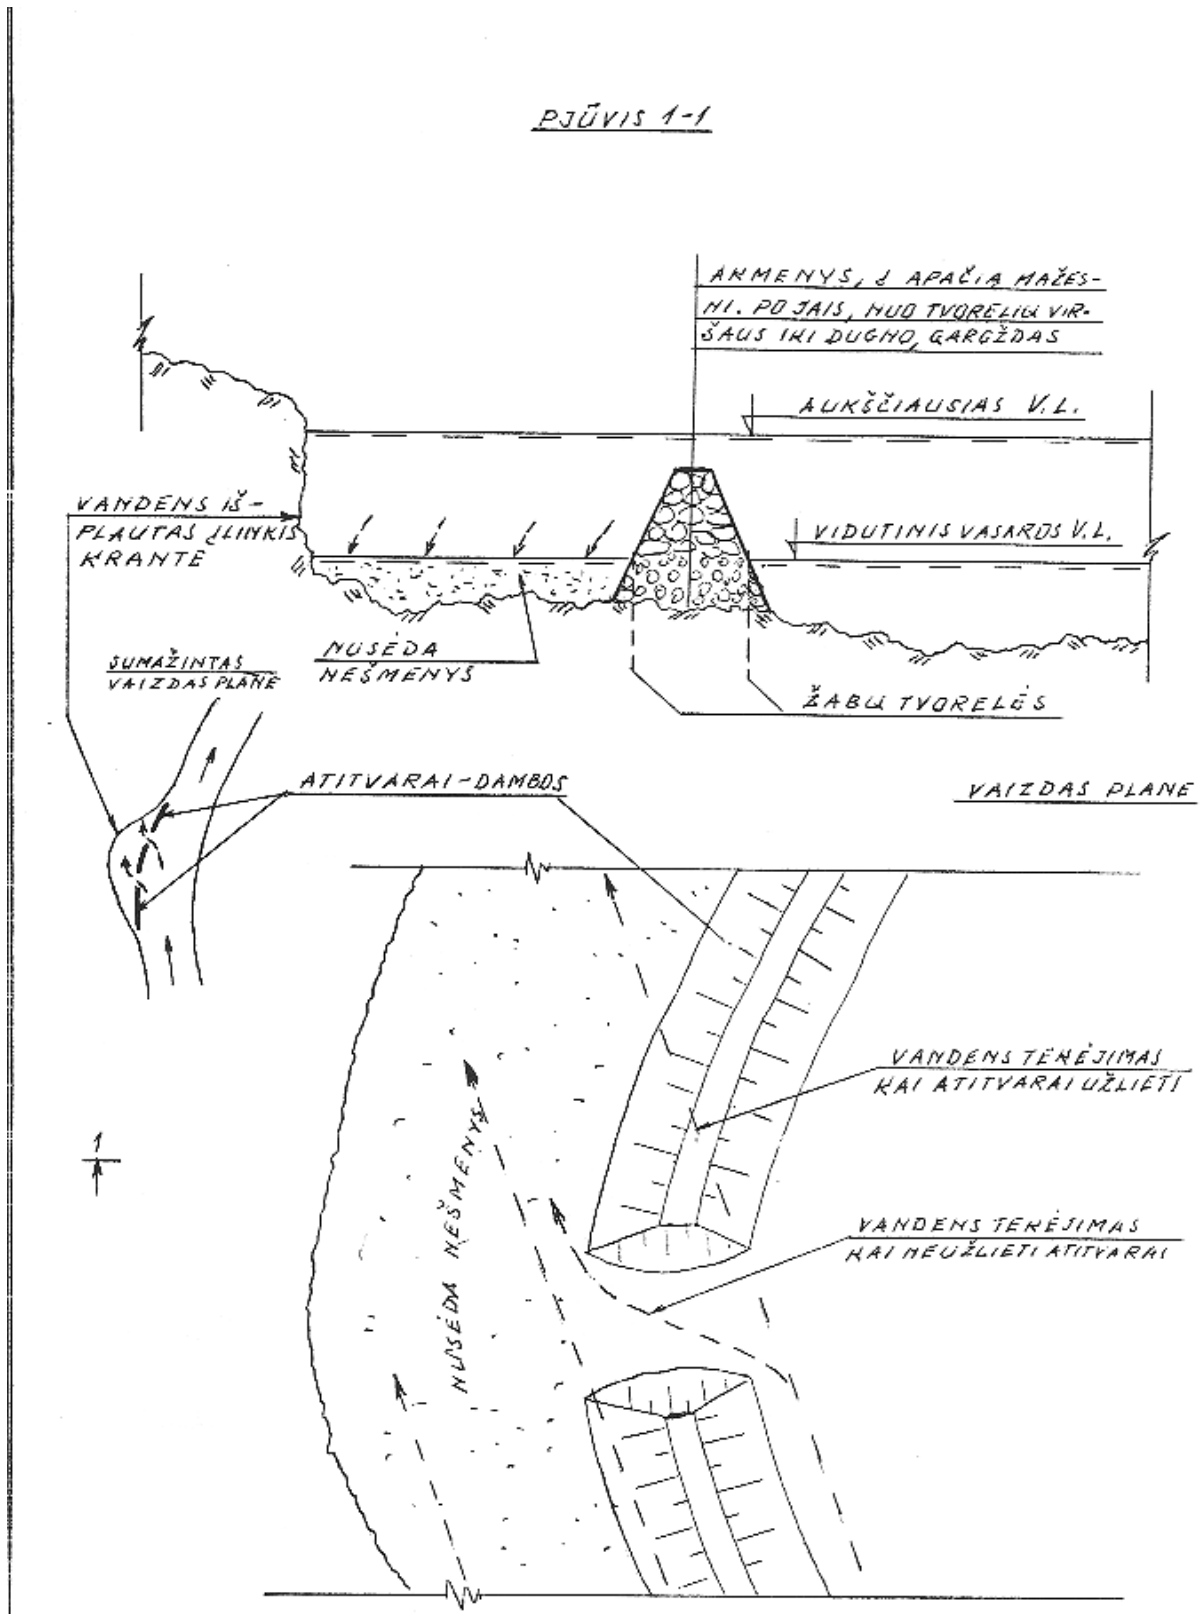 PJŪVIS 1-1
AKMENYS, Į APAČIĄ MAŽES-
NI. PO JAIS, NUO TVORELIŲ VIR-
ŠAUS IKI DUGNO, GARGŽDAS
AUKŠČIAUSIAS V.L.
VANDENS IŠ-
PLAUTAS ĮLINKIS
KRANTE
VIDUTINIS VASAROS V.L.
NUSĖDA
NEŠMENYS
SUMAŽINTAS
VAIZDAS PLANE
ŽABŲ TVORELĖS
ATITVARAI-DAMBOS
VAIZDAS PLANE
VANDENS TEKĖJIMAS
KAI ATITVARAI UŽLIETI
1
NUSĖDA NEŠMENYS
VANDENS TEKĖJIMAS
KAI NEUŽLIETI ATITVARAI